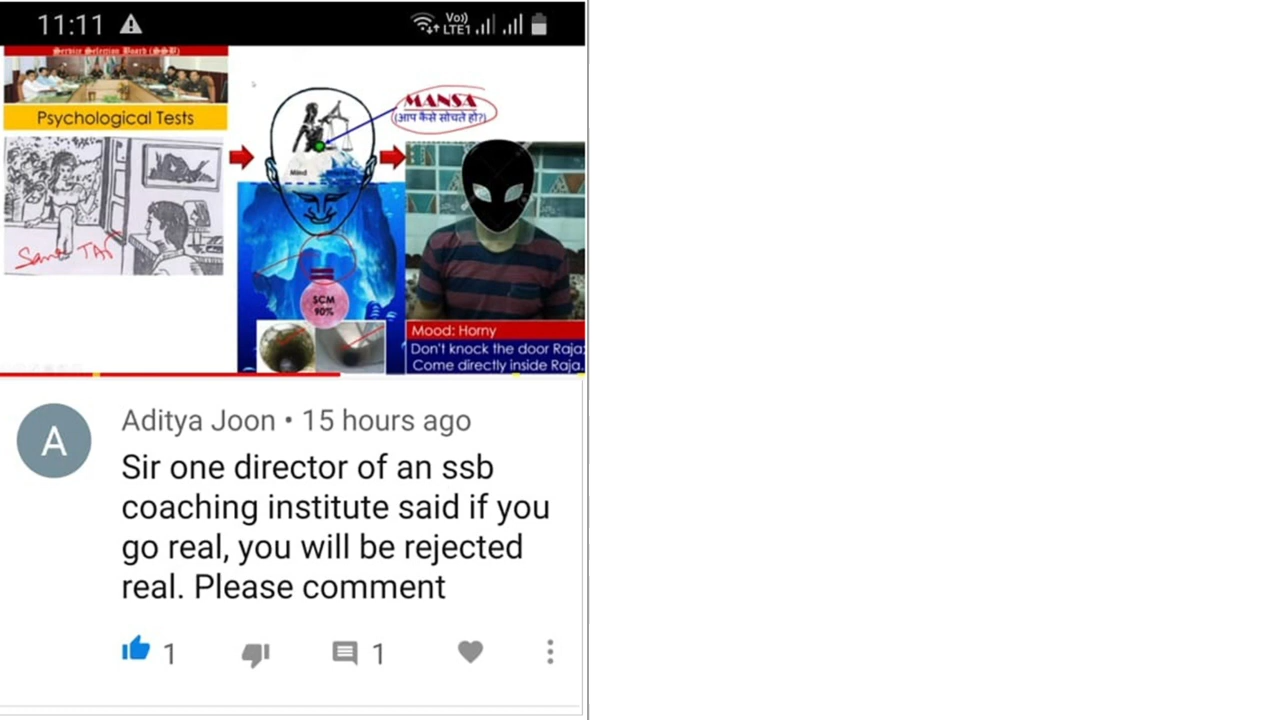 11:11
Vo))
LTE1
Service Selection Board (SSB)
Psychological Tests
MANSA
(आप कैसे सोचते हो?)
Mind
Same TAT
SCM
90%
Mood: Horny
Don't knock the door Raja;
Come directly inside Raja.
A
Aditya Joon • 15 hours ago
Sir one director of an ssb
coaching institute said if you
go real, you will be rejected
real. Please comment
1
1